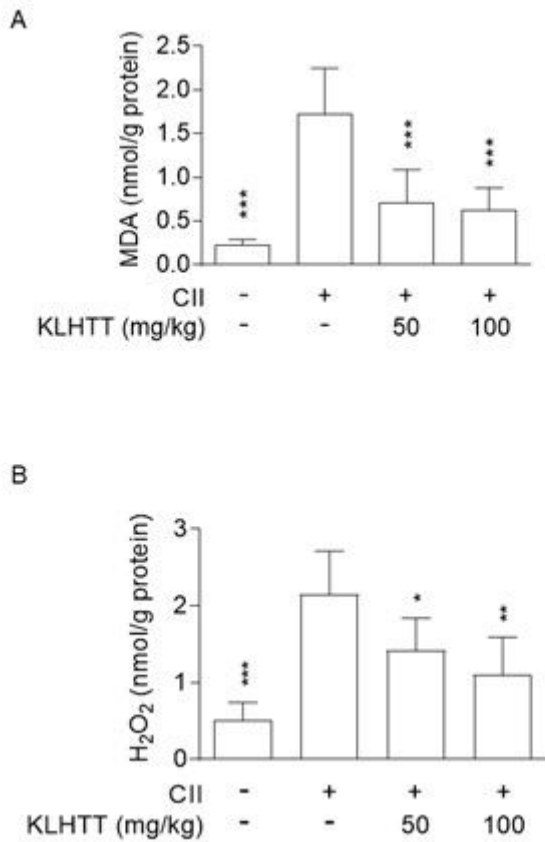 A
MDA (nmol/g protein)
2.5
2.0
1.5
1.0
0.5
0.0
***
***
***
CII - + + +
KLHTT (mg/kg) - - 50 100
B
H₂O₂ (nmol/g protein)
3
2
1
0
***
*
**
CII - + + +
KLHTT (mg/kg) - - 50 100